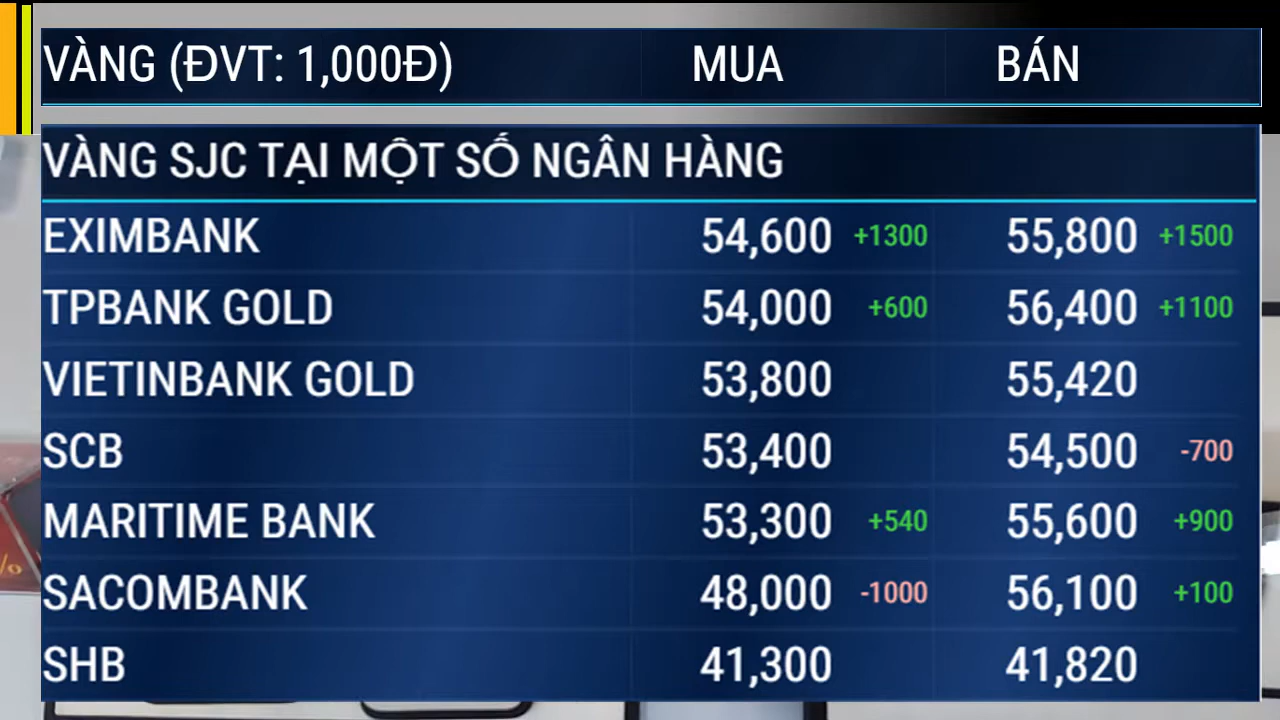 VÀNG (ĐVT: 1,000Đ) MUA BÁN
VÀNG SJC TẠI MỘT SỐ NGÂN HÀNG
EXIMBANK 54,600 +1300 55,800 +1500
TPBANK GOLD 54,000 +600 56,400 +1100
VIETINBANK GOLD 53,800 55,420
SCB 53,400 54,500 -700
MARITIME BANK 53,300 +540 55,600 +900
SACOMBANK 48,000 -1000 56,100 +100
SHB 41,300 41,820
%